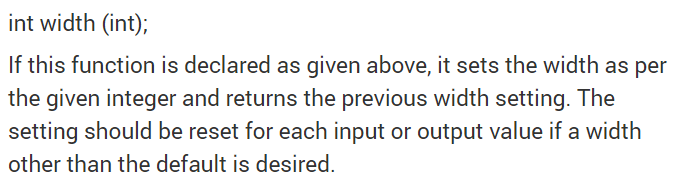 int width (int);
If this function is declared as given above, it sets the width as per
the given integer and returns the previous width setting. The
setting should be reset for each input or output value if a width
other than the default is desired.